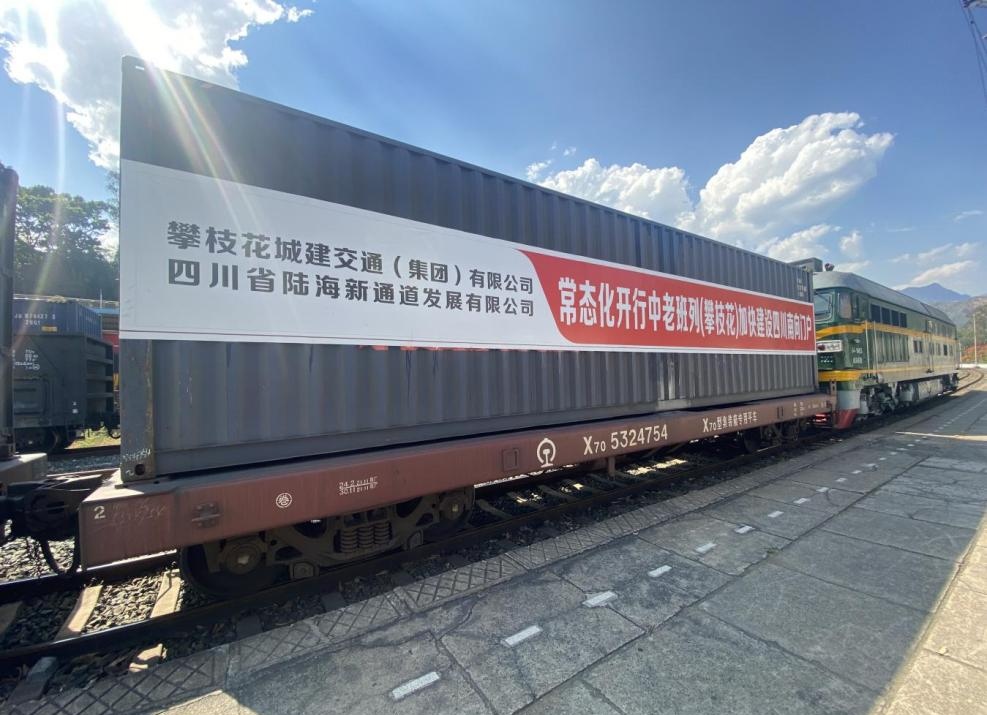 攀枝花城建交通（集团）有限公司
四川省陆海新通道发展有限公司
常态化开行中老班列(攀枝花)加快建设四川南向门户
X70 5324754
X70型集装箱专用平车
卷
2